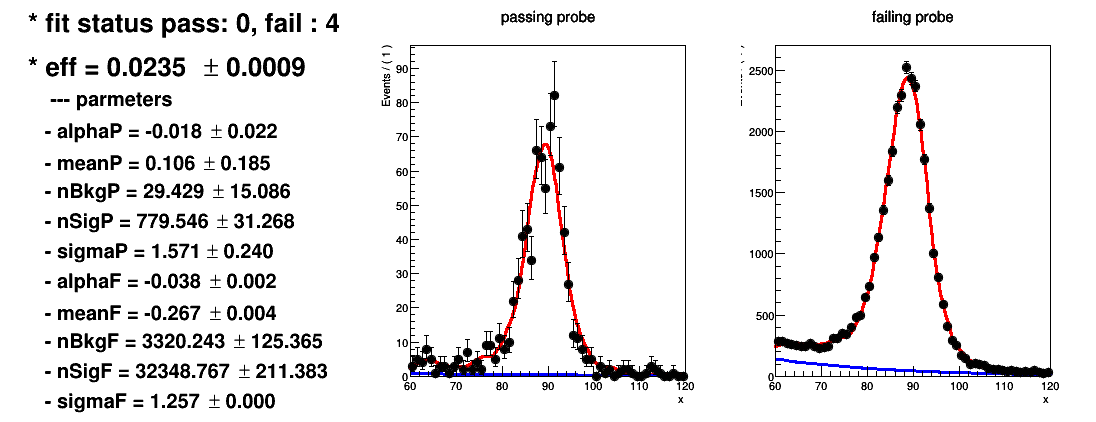 * fit status pass: 0, fail : 4
* eff = 0.0235 ± 0.0009
--- parmeters
- alphaP = -0.018 ± 0.022
- meanP = 0.106 ± 0.185
- nBkgP = 29.429 ± 15.086
- nSigP = 779.546 ± 31.268
- sigmaP = 1.571 ± 0.240
- alphaF = -0.038 ± 0.002
- meanF = -0.267 ± 0.004
- nBkgF = 3320.243 ± 125.365
- nSigF = 32348.767 ± 211.383
- sigmaF = 1.257 ± 0.000
passing probe
Events / ( 1 )
90
80
70
60
50
40
30
20
10
0
60 70 80 90 100 110 120
x
failing probe
2500
2000
1500
1000
500
0
60 70 80 90 100 110 120
x